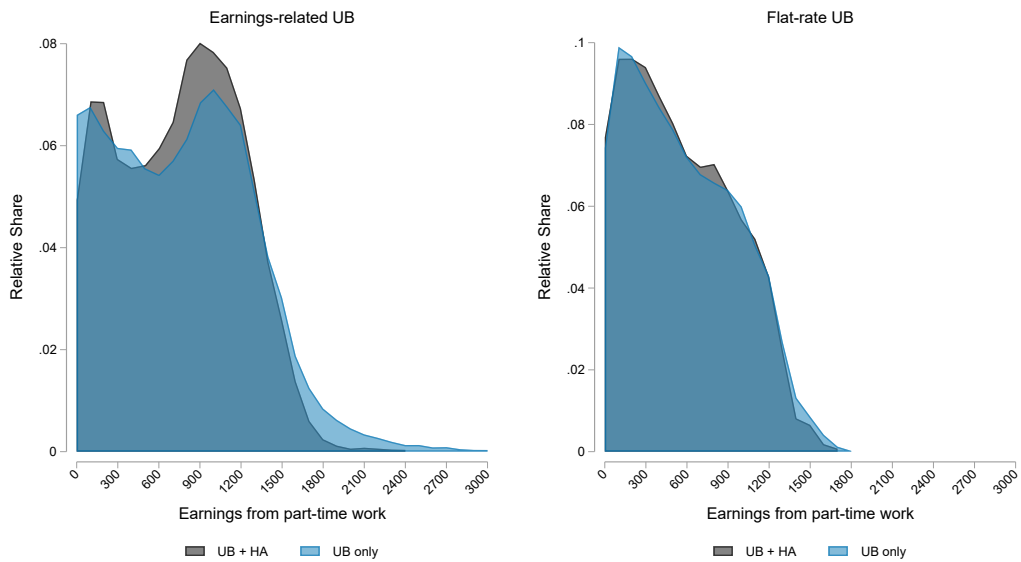 Earnings-related UB
Relative Share
.08
.06
.04
.02
0
0 300 600 900 1200 1500 1800 2100 2400 2700 3000
Earnings from part-time work
UB + HA UB only
Flat-rate UB
Relative Share
.1
.08
.06
.04
.02
0
0 300 600 900 1200 1500 1800 2100 2400 2700 3000
Earnings from part-time work
UB + HA UB only